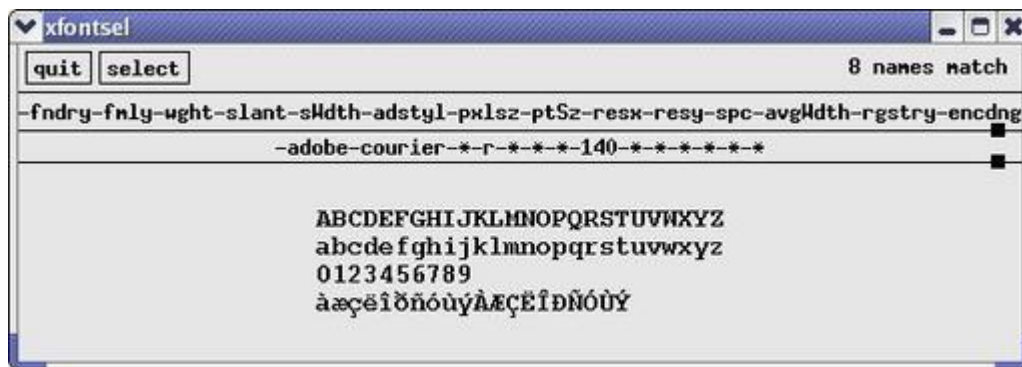 xfontsel
quit select 8 names match
-fndry-fmly-wght-slant-sWdth-adstyl-pxlsz-ptSz-resx-resy-spc-avgWdth-rgstry-encdng
-adobe-courier-*-r-*-*-*-140-*-*-*-*-*-*
ABCDEFGHIJKLMNOPQRSTUVWXYZ
abcdefghijklmnopqrstuvwxyz
0123456789
àæçëîðñóùýÀÆÇËÎÐÑÓÙÝ